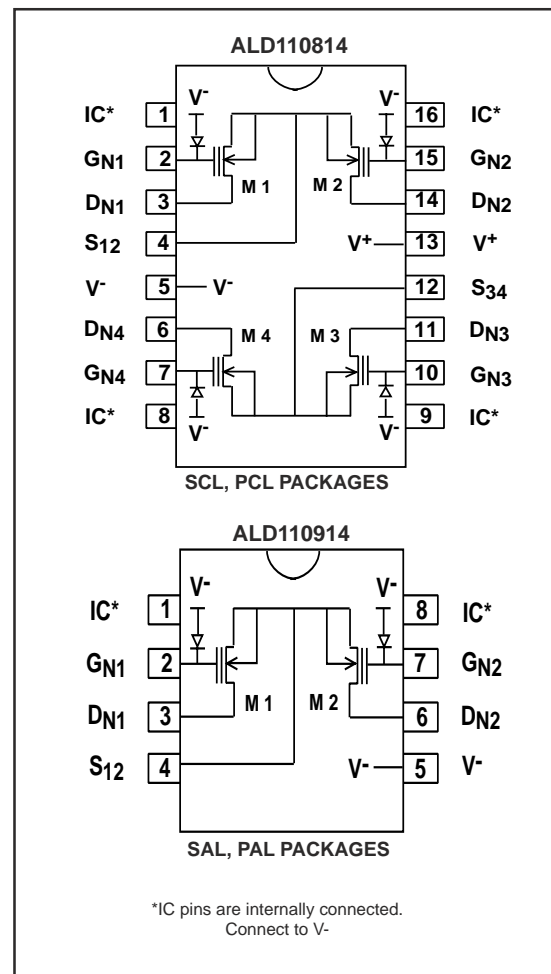 ALD110814
IC* 1 V- V- 16 IC*
GN1 2 15 GN2
DN1 3 M 1 M 2 14 DN2
S12 4 V+ 13 V+
V- 5 V- 12 S34
DN4 6 M 4 M 3 11 DN3
GN4 7 10 GN3
IC* 8 V- V- 9 IC*
SCL, PCL PACKAGES
ALD110914
IC* 1 V- V- 8 IC*
GN1 2 7 GN2
DN1 3 M 1 M 2 6 DN2
S12 4 V- 5 V-
SAL, PAL PACKAGES
*IC pins are internally connected.
Connect to V-